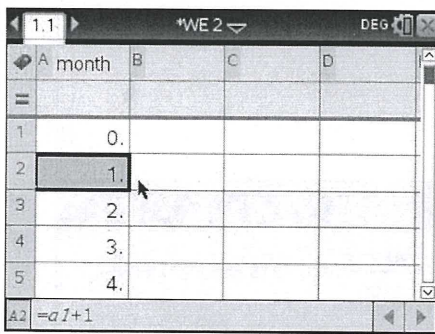 1.1 *WE 2 DEG
A month B C D
=
1 0.
2 1.
3 2.
4 3.
5 4.
A2 =a1+1